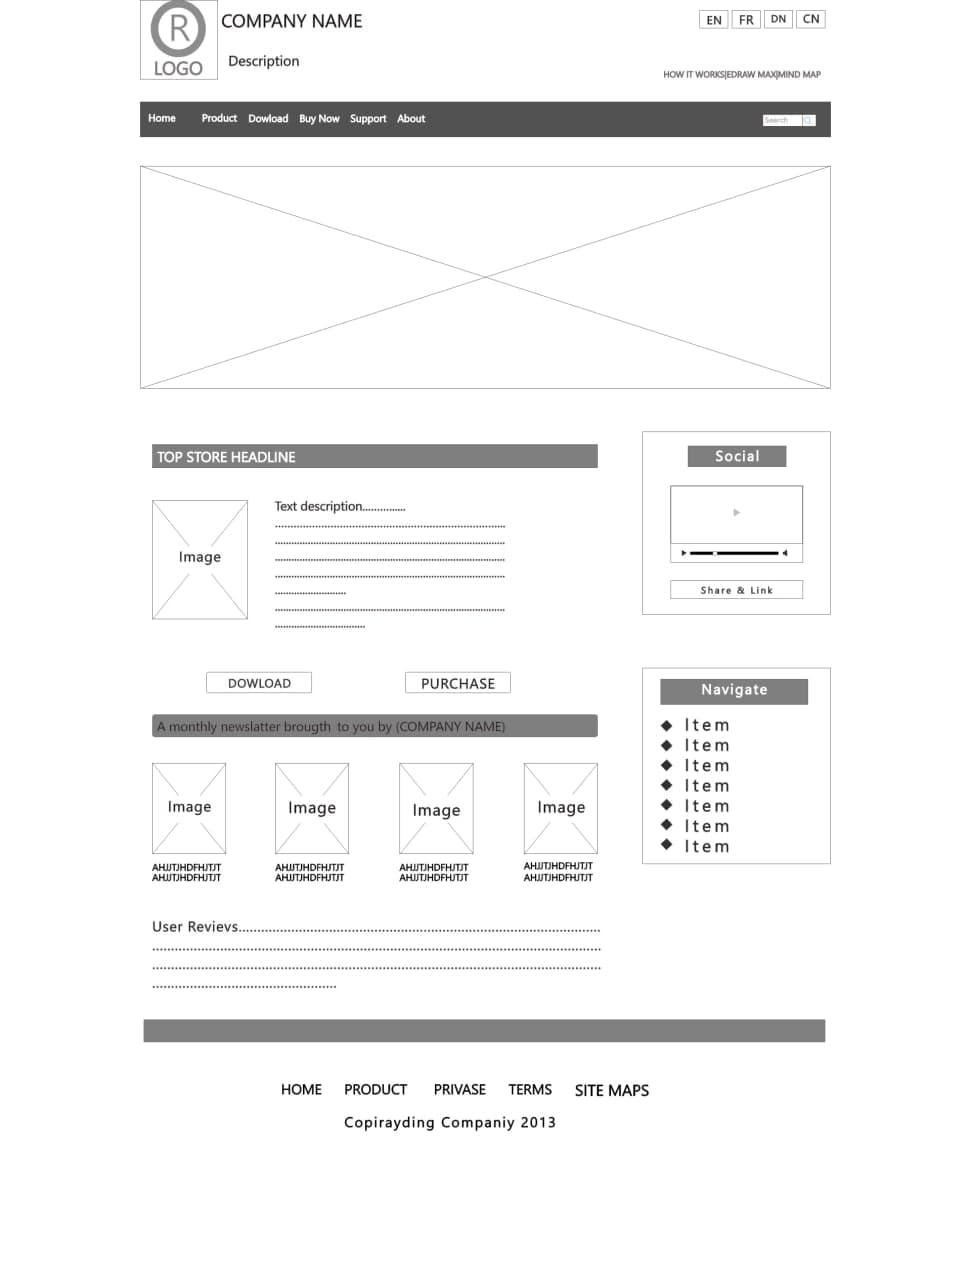 R
LOGO
COMPANY NAME
Description
EN FR DN CN
HOW IT WORKS|EDRAW MAX|MIND MAP
Home Product Dowload Buy Now Support About
Search
TOP STORE HEADLINE
Image
Text description..............
DOWLOAD PURCHASE
A monthly newslatter brougth to you by (COMPANY NAME)
Image Image Image Image
AHJJTJHDFHJTJT AHJJTJHDFHJTJT AHJJTJHDFHJTJT AHJJTJHDFHJTJT
AHJJTJHDFHJTJT AHJJTJHDFHJTJT AHJJTJHDFHJTJT AHJJTJHDFHJTJT
User Reviews
Social
Share & Link
Navigate
Item
Item
Item
Item
Item
Item
Item
HOME PRODUCT PRIVASE TERMS SITE MAPS
Copirayding Companiy 2013